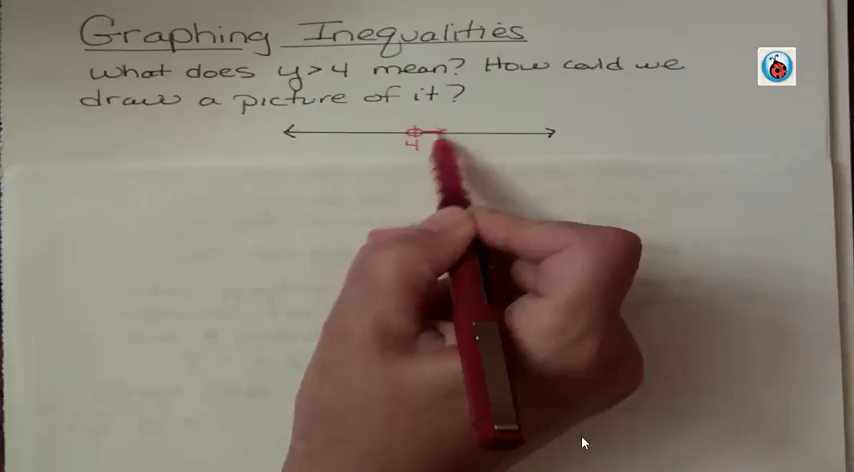 Graphing Inequalities
What does y > 4 mean? How could we
draw a picture of it?
4